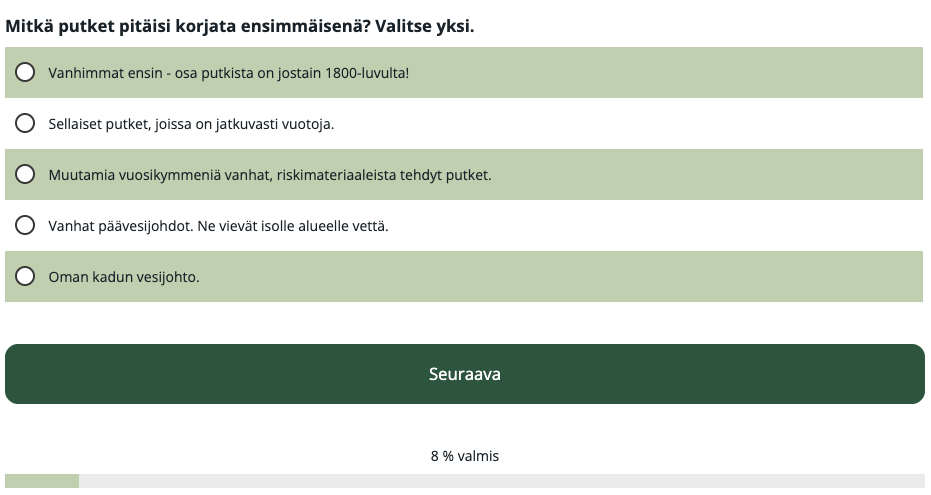 Mitkä putket pitäisi korjata ensimmäisenä? Valitse yksi.
Vanhimmat ensin - osa putkista on jostain 1800-luvulta!
Sellaiset putket, joissa on jatkuvasti vuotoja.
Muutamia vuosikymmeniä vanhat, riskimateriaaleista tehdyt putket.
Vanhat päävesijohdot. Ne vievät isolle alueelle vettä.
Oman kadun vesijohto.
Seuraava
8 % valmis